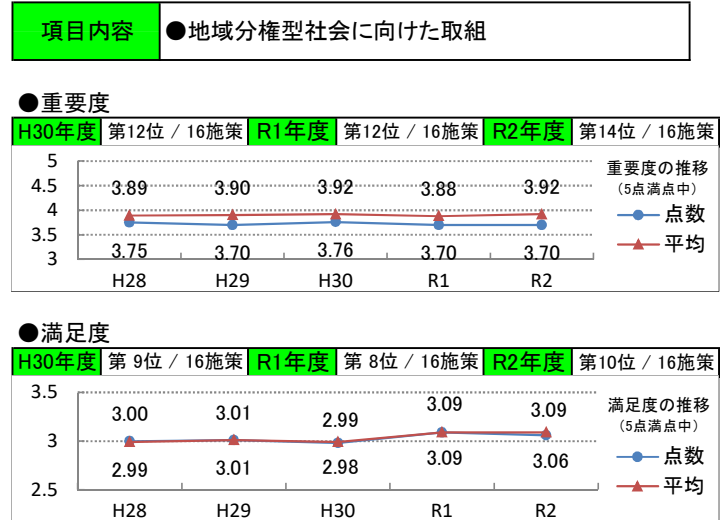 項目内容 ●地域分権型社会に向けた取組
●重要度
H30年度 第12位 / 16施策 R1年度 第12位 / 16施策 R2年度 第14位 / 16施策
5
4.5
4
3.5
3
3.89 3.90 3.92 3.88 3.92
3.75 3.70 3.76 3.70 3.70
H28 H29 H30 R1 R2
重要度の推移
(5点満点中)
点数
平均
●満足度
H30年度 第 9位 / 16施策 R1年度 第 8位 / 16施策 R2年度 第10位 / 16施策
3.5
3
2.5
3.00 3.01 2.99 3.09 3.09
2.99 3.01 2.98 3.09 3.06
H28 H29 H30 R1 R2
満足度の推移
(5点満点中)
点数
平均